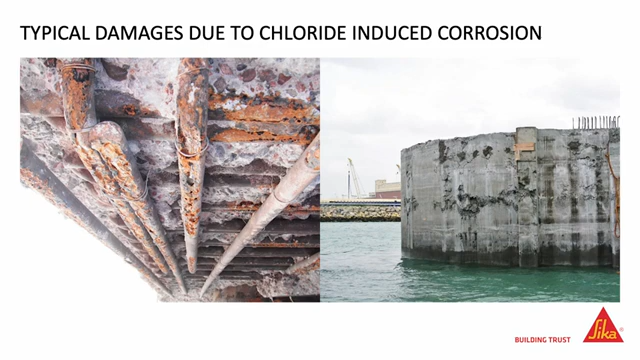 TYPICAL DAMAGES DUE TO CHLORIDE INDUCED CORROSION
BUILDING TRUST
Sika